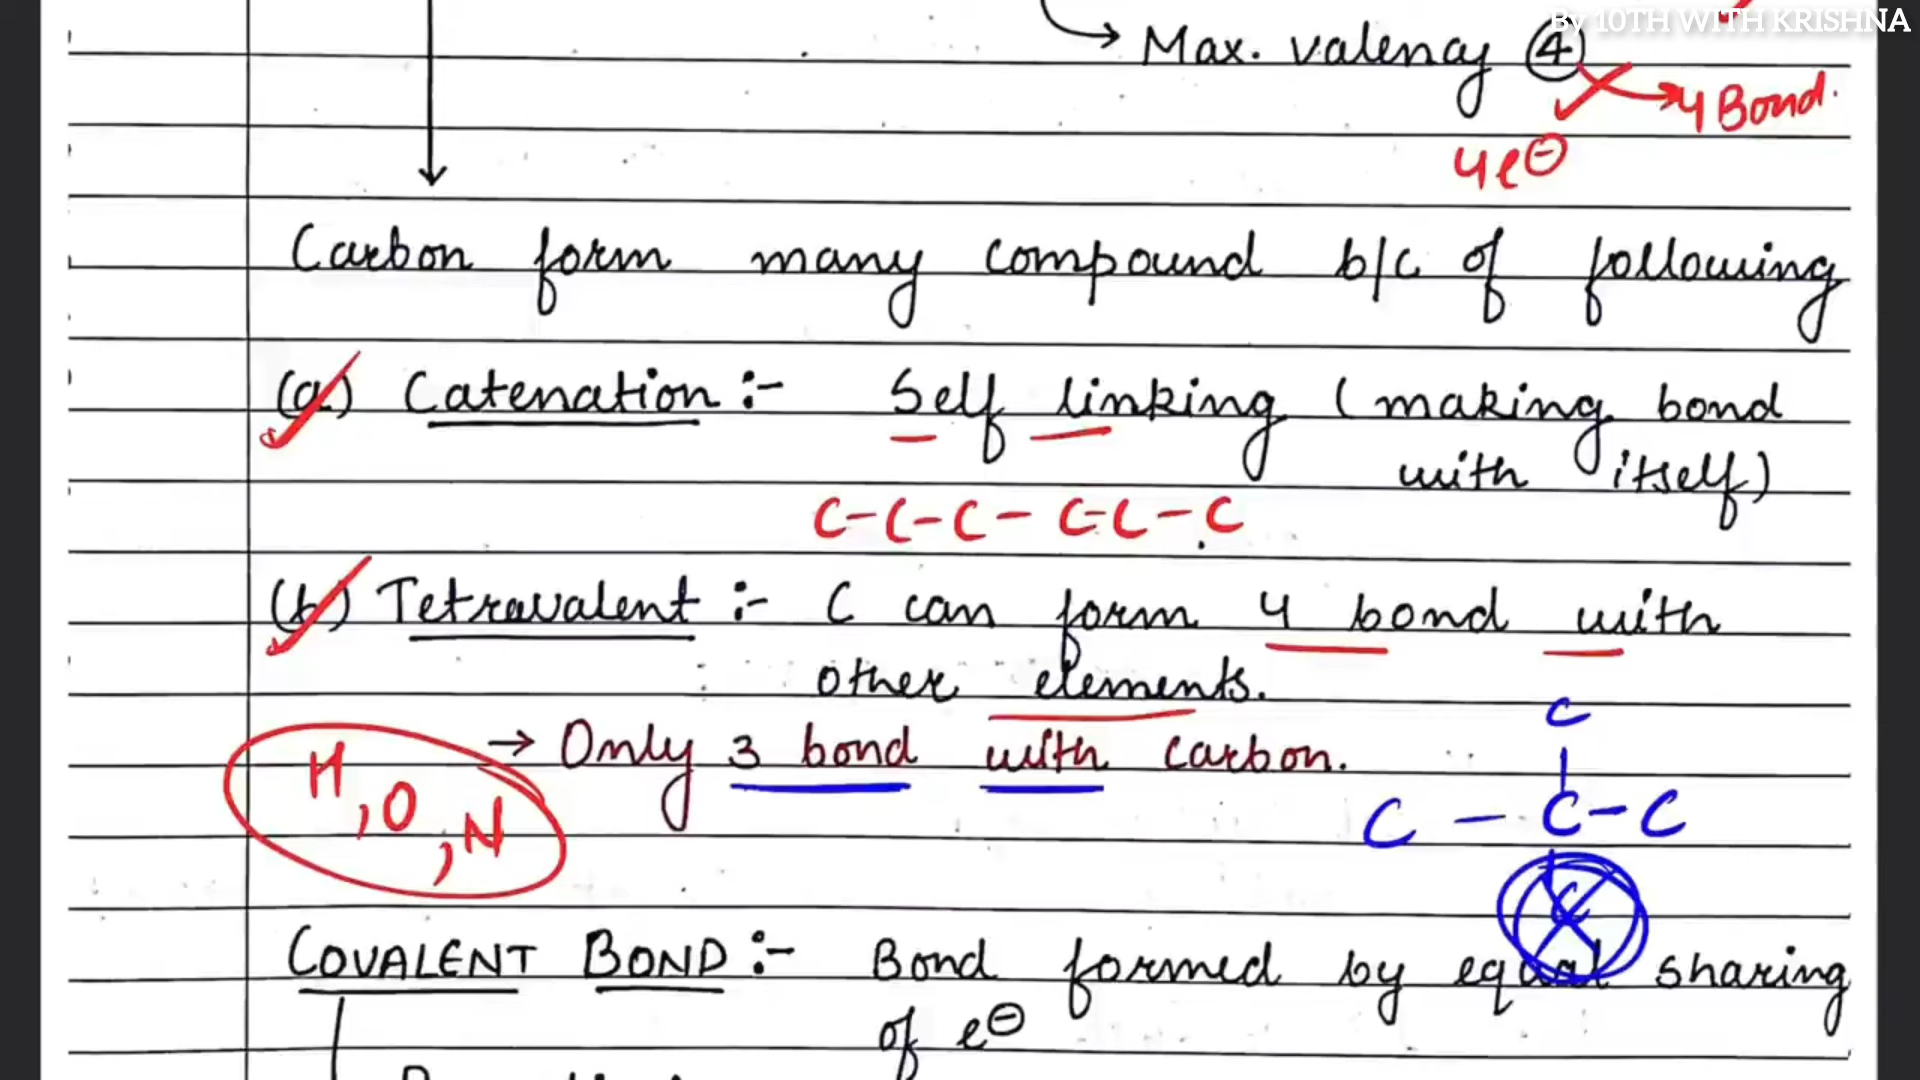 By 10TH WITH KRISHNA
Max. valency 4
4 Bond.
4e⊖
Carbon form many compound b/c of following
(a) Catenation :- Self linking (making bond
with itself)
C-C-C-C-C-C
(b) Tetravalent :- C can form 4 bond with
other elements.
→ Only 3 bond with carbon.
H, O, N
C
C - C - C
C
COVALENT BOND :- Bond formed by equal sharing
of e⊖